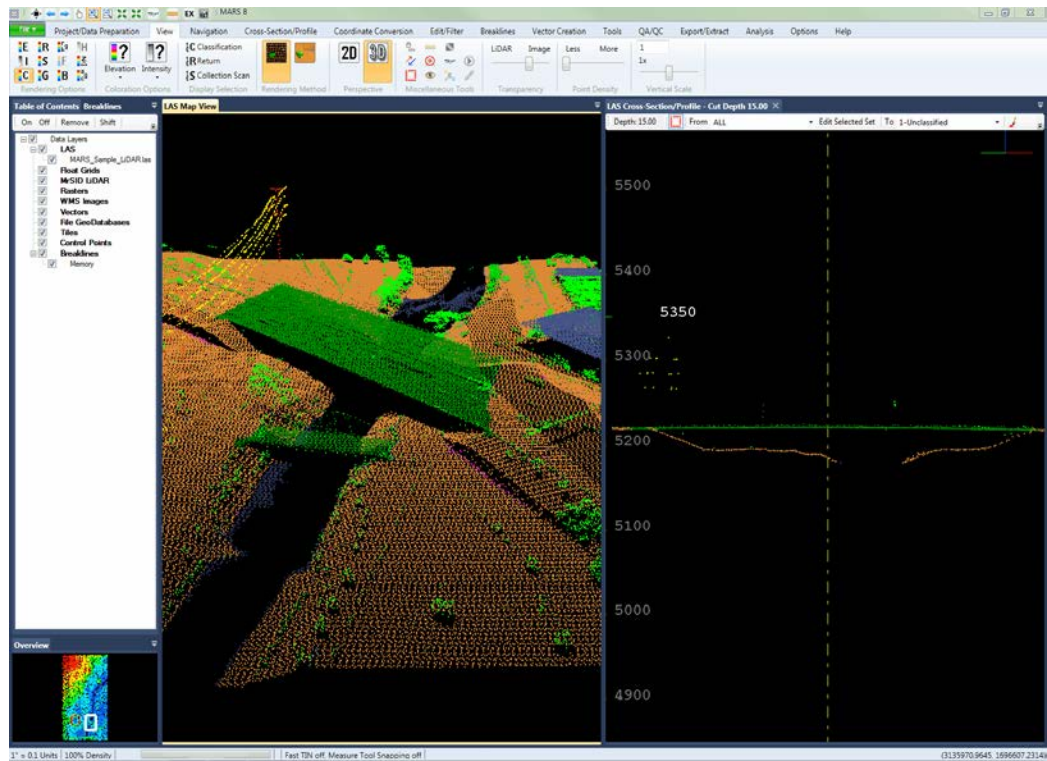 EX MARS 8
Project/Data Preparation View Navigation Cross-Section/Profile Coordinate Conversion Edit/Filter Breaklines Vector Creation Tools QA/QC Export/Extract Analysis Options Help
Classification LiDAR Image Less More 1
Elevation Intensity Return 2D 3D 1x
Collection Scan
Rendering Options Coloration Options Display Selection Rendering Method Perspective Miscellaneous Tools Transparency Point Density Vertical Scale
Table of Contents Breaklines LAS Map View LAS Cross-Section/Profile - Cut Depth 15.00
On Off Remove Shift Depth: 15.00 From ALL Edit Selected Set To 1-Unclassified
Data Layers
LAS
MARS_Sample_LiDAR.las
Float Grids
MrSID LiDAR
Rasters
WMS Images
Vectors
File GeoDatabases
Tiles
Control Points
Breaklines
Memory
5500
5400
5350
5300
5200
5100
5000
4900
Overview
1" = 0.1 Units 100% Density Fast TIN off. Measure Tool Snapping off (3135970.9645, 1696607.2314)